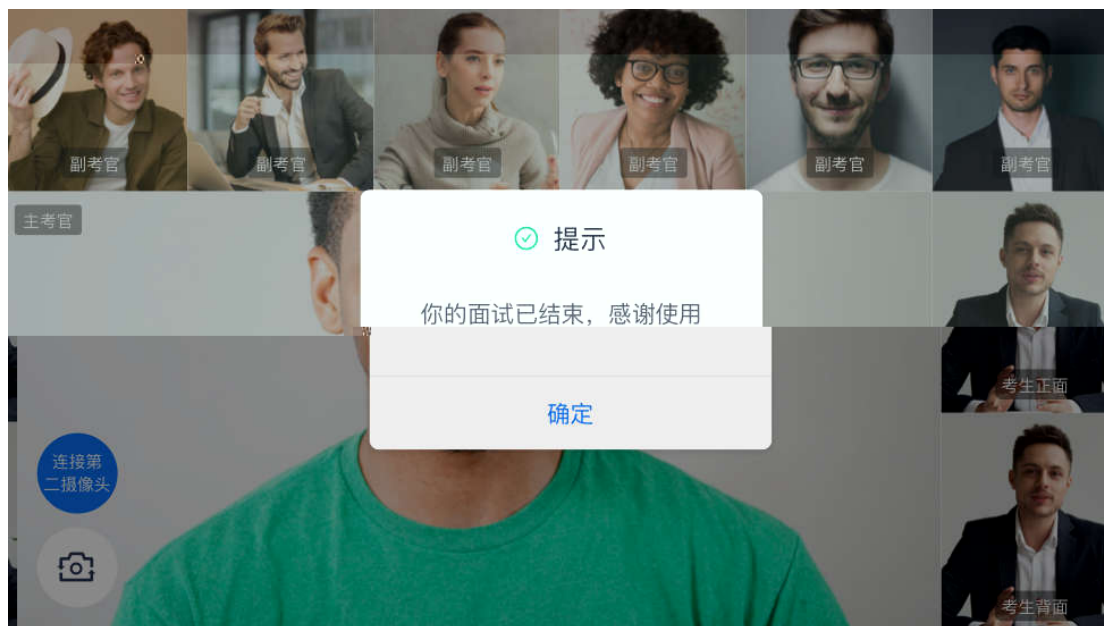 副考官
副考官
副考官
副考官
副考官
副考官
主考官
提示
你的面试已结束，感谢使用
确定
考生正面
连接第
二摄像头
考生背面